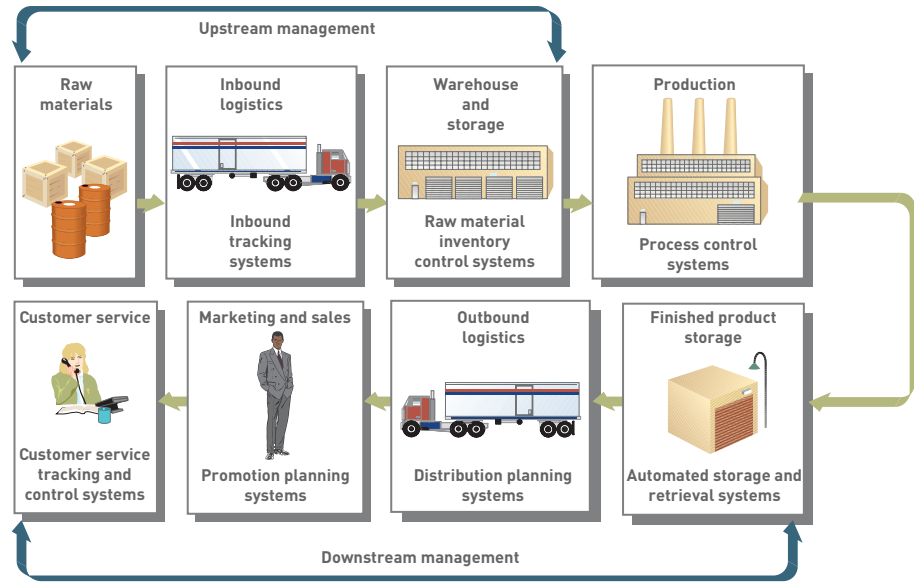 Upstream management
Raw
materials
Inbound
logistics
Inbound
tracking
systems
Warehouse
and
storage
Raw material
inventory
control systems
Production
Process control
systems
Customer service
Customer service
tracking and
control systems
Marketing and sales
Promotion planning
systems
Outbound
logistics
Distribution planning
systems
Finished product
storage
Automated storage and
retrieval systems
Downstream management